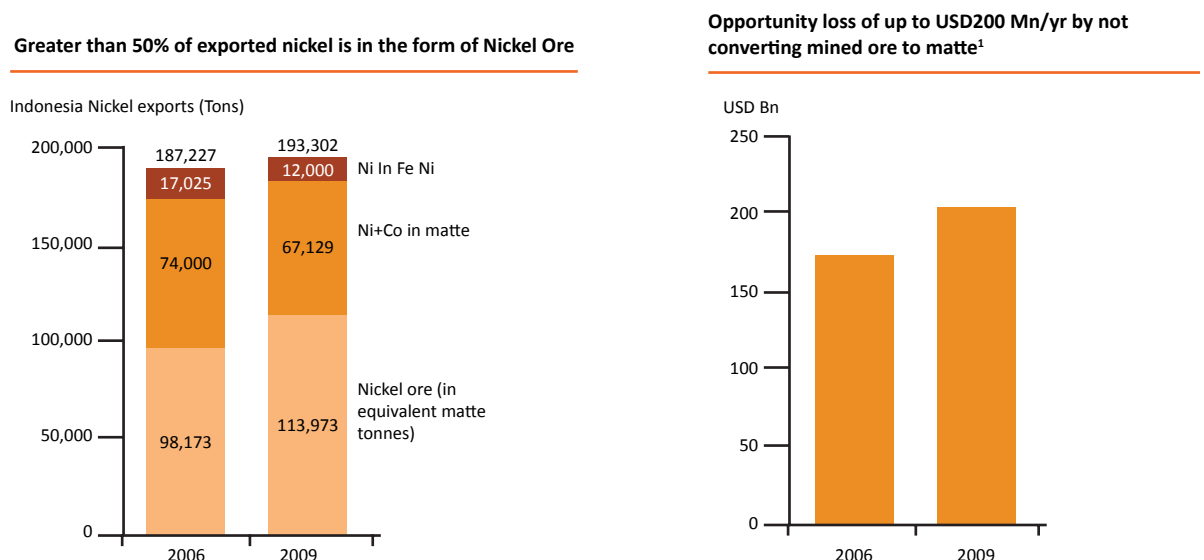 Greater than 50% of exported nickel is in the form of Nickel Ore
Indonesia Nickel exports (Tons)
200,000
150,000
100,000
50,000
0
187,227
17,025
74,000
98,173
193,302
12,000
67,129
113,973
Ni In Fe Ni
Ni+Co in matte
Nickel ore (in
equivalent matte
tonnes)
2006
2009
Opportunity loss of up to USD200 Mn/yr by not
converting mined ore to matte¹
USD Bn
250
200
150
100
50
0
2006
2009